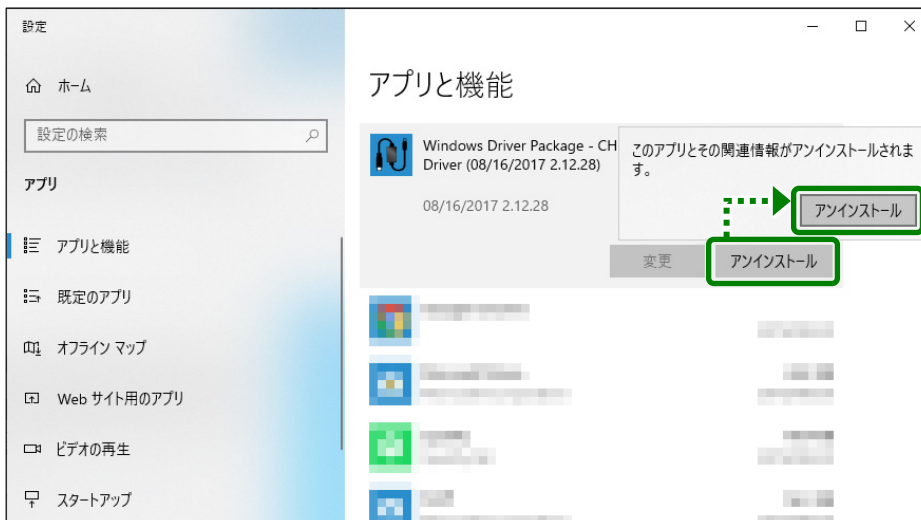 設定
ホーム
設定の検索
アプリ
アプリと機能
既定のアプリ
オフライン マップ
Web サイト用のアプリ
ビデオの再生
スタートアップ
アプリと機能
Windows Driver Package - CH
Driver (08/16/2017 2.12.28)
08/16/2017 2.12.28
このアプリとその関連情報がアンインストールされま
す。
アンインストール
変更
アンインストール